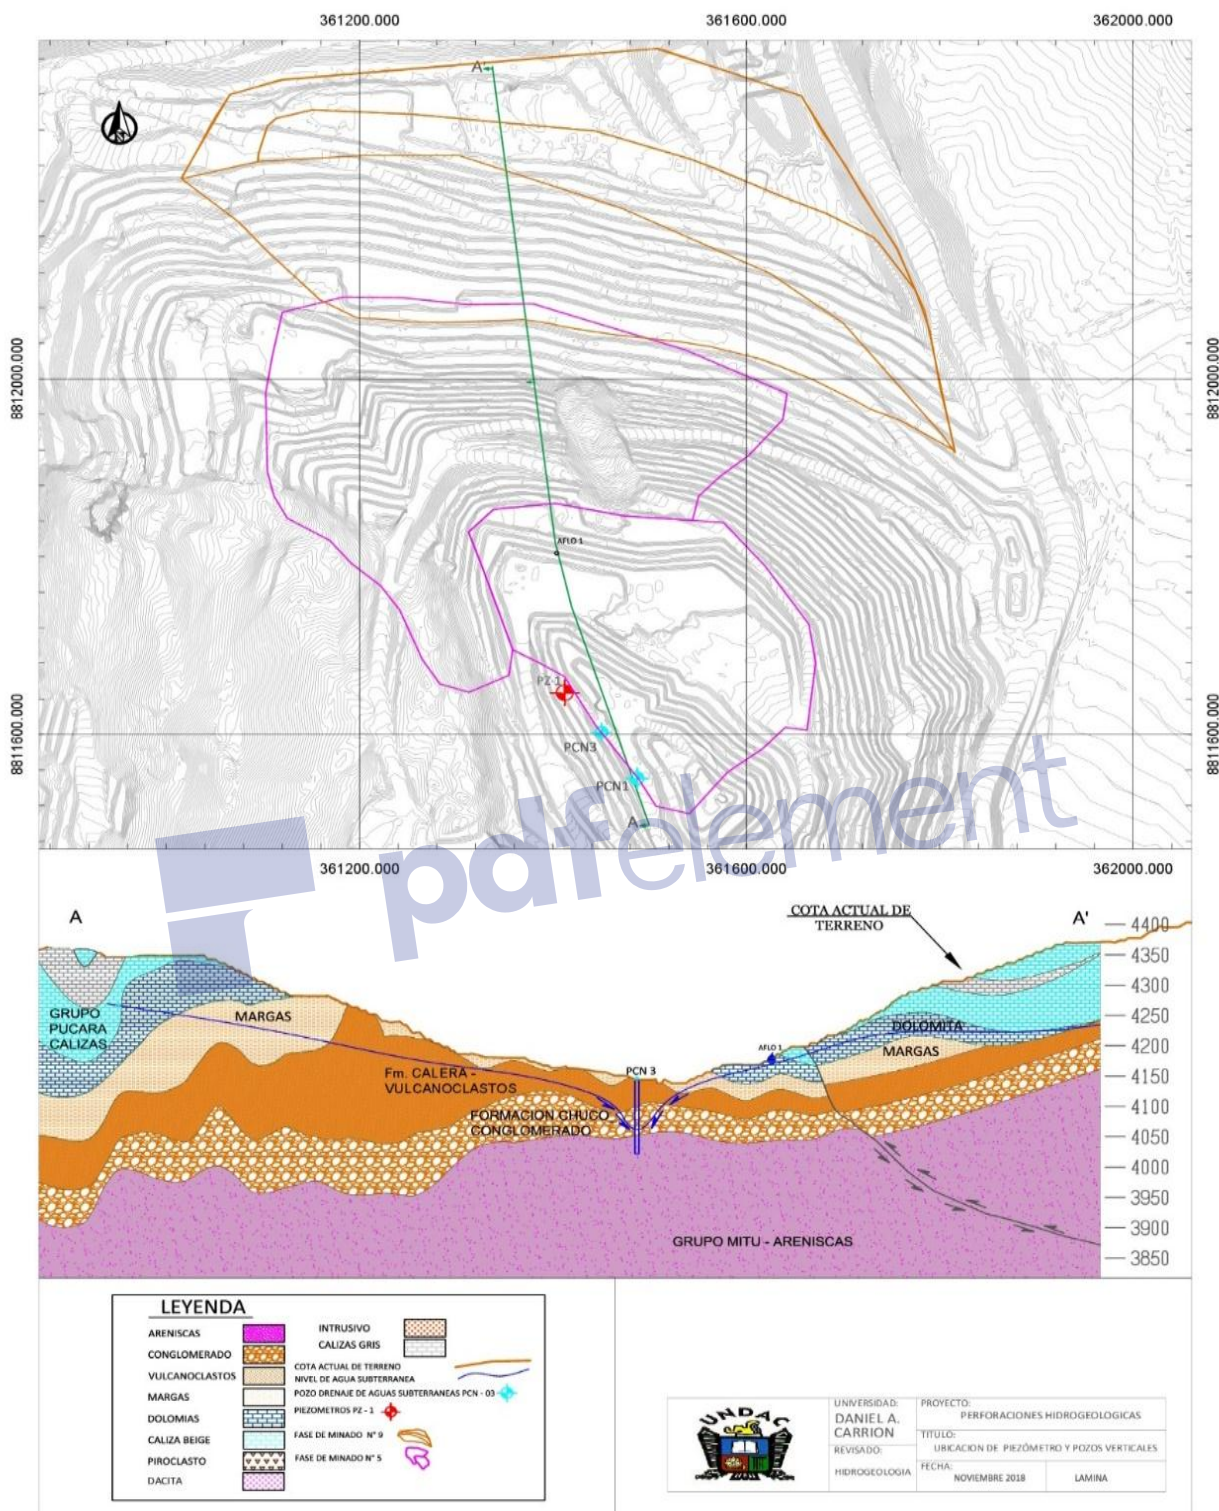 361200.000
361600.000
362000.000
A'
8812000.000
8812000.000
AFLO 1
PZ-1
PCN3
8811600.000
8811600.000
PCN1
A
361200.000
361600.000
362000.000
pdfelement
A
COTA ACTUAL DE
TERRENO
A'
4400
4350
4300
4250
4200
4150
4100
4050
4000
3950
3900
3850
GRUPO
PUCARA
CALIZAS
MARGAS
DOLOMITA
MARGAS
AFLO 1
Fm. CALERA -
VULCANOCLASTOS
PCN 3
FORMACION CHUCO
CONGLOMERADO
GRUPO MITU - ARENISCAS
LEYENDA
ARENISCAS
CONGLOMERADO
VULCANOCLASTOS
MARGAS
DOLOMIAS
CALIZA BEIGE
PIROCLASTO
DACITA
INTRUSIVO
CALIZAS GRIS
COTA ACTUAL DE TERRENO
NIVEL DE AGUA SUBTERRANEA
POZO DRENAJE DE AGUAS SUBTERRANEAS PCN - 03
PIEZOMETROS PZ - 1
FASE DE MINADO N° 9
FASE DE MINADO N° 5
UNDAC
UNIVERSIDAD:
DANIEL A.
CARRION
REVISADO:
HIDROGEOLOGIA
PROYECTO:
PERFORACIONES HIDROGEOLOGICAS
TITULO:
UBICACION DE PIEZÓMETRO Y POZOS VERTICALES
FECHA:
NOVIEMBRE 2018
LAMINA